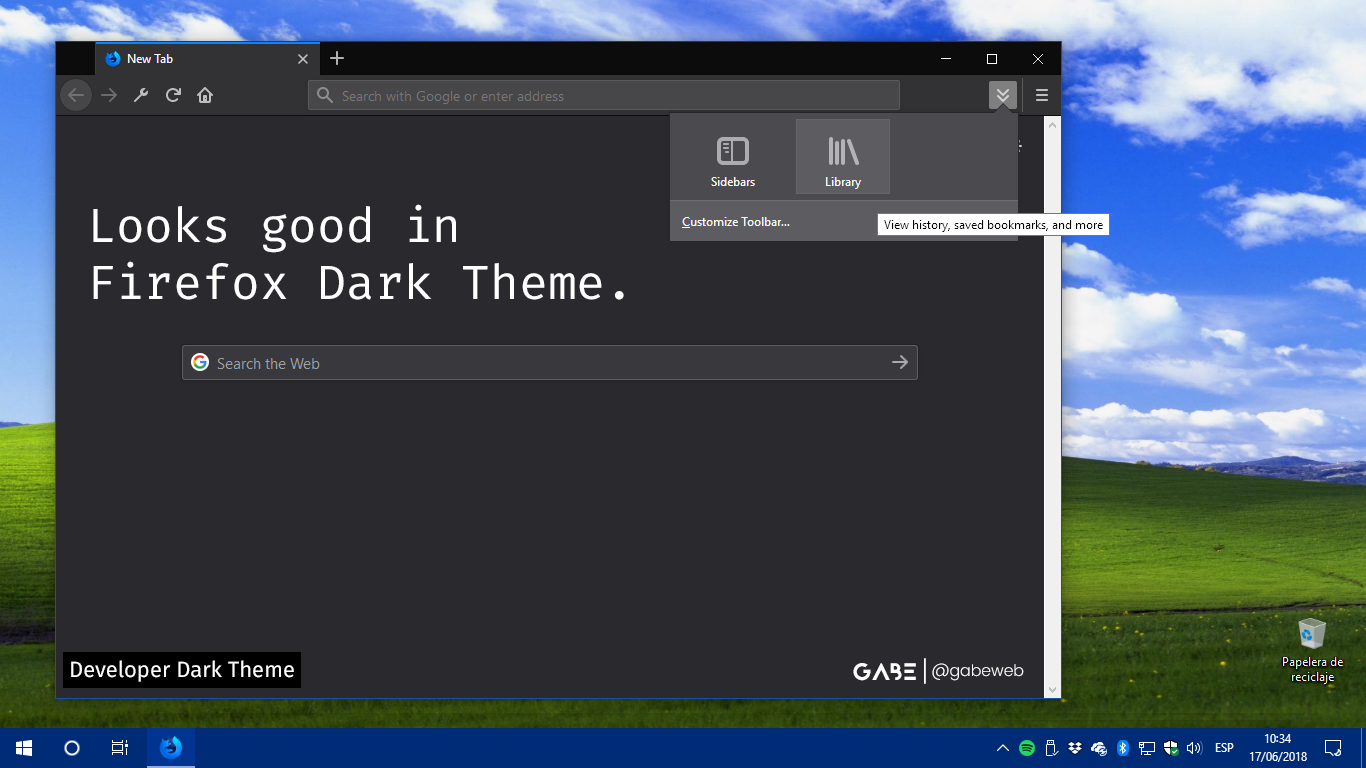 New Tab
Search with Google or enter address
Sidebars
Library
Customize Toolbar...
View history, saved bookmarks, and more
Looks good in
Firefox Dark Theme.
Search the Web
Developer Dark Theme
GABE @gabeweb
Papelera de
reciclaje
ESP
10:34
17/06/2018